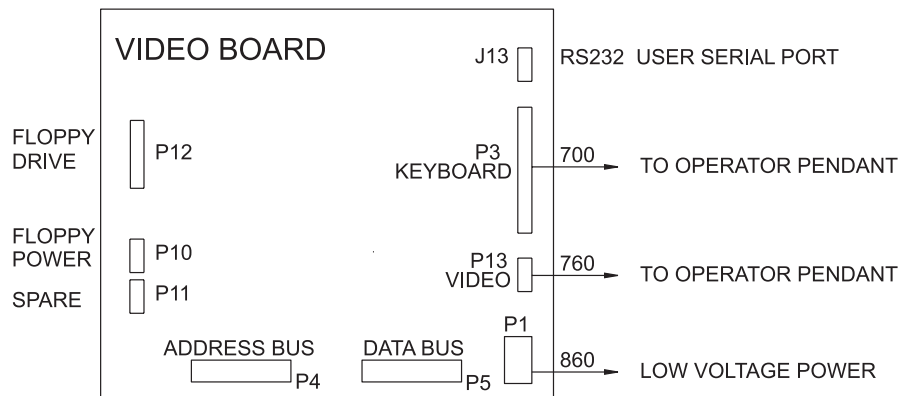 VIDEO BOARD
J13
RS232 USER SERIAL PORT
FLOPPY
DRIVE
P12
P3
KEYBOARD
700
TO OPERATOR PENDANT
FLOPPY
POWER
P10
P13
VIDEO
760
TO OPERATOR PENDANT
SPARE
P11
P1
ADDRESS BUS
P4
DATA BUS
P5
860
LOW VOLTAGE POWER